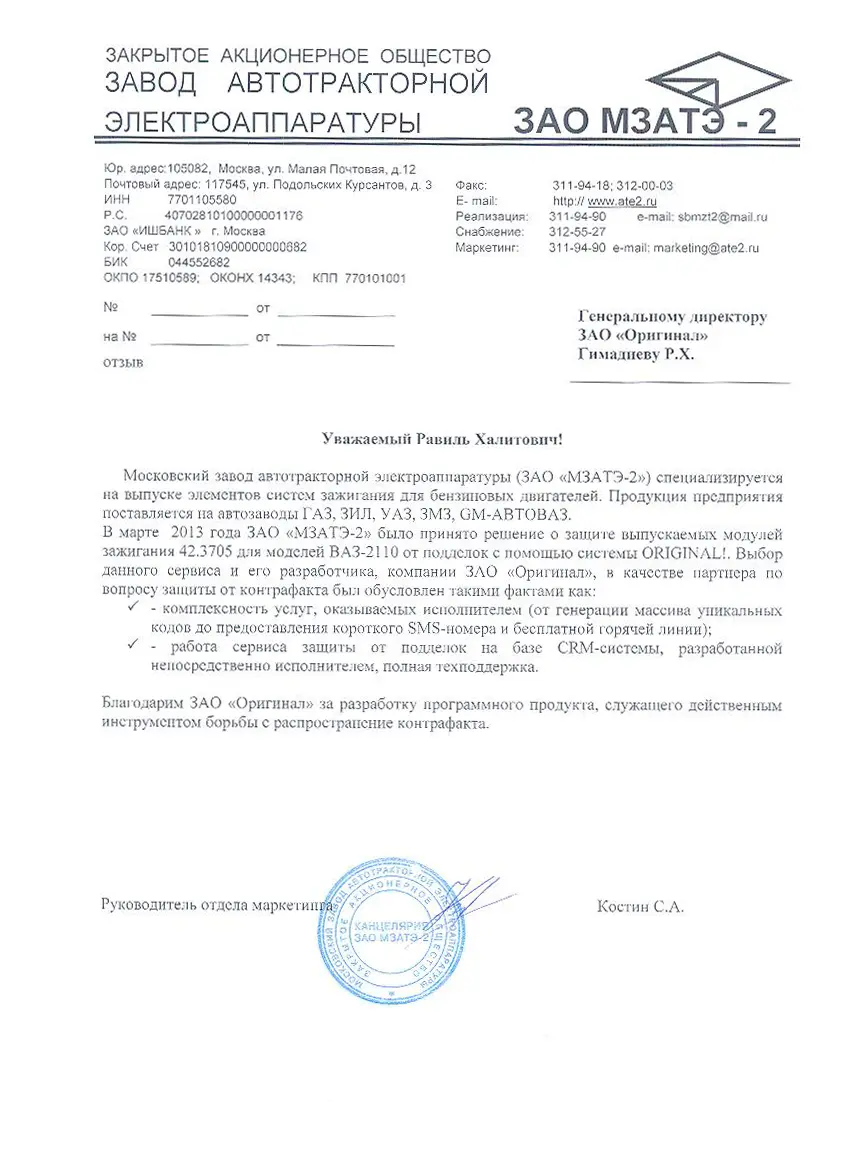 ЗАКРЫТОЕ АКЦИОНЕРНОЕ ОБЩЕСТВО
ЗАВОД АВТОТРАКТОРНОЙ
ЭЛЕКТРОАППАРАТУРЫ
ЗАО МЗАТЭ - 2
Юр. адрес:105082, Москва, ул. Малая Почтовая, д.12
Почтовый адрес: 117545, ул. Подольских Курсантов, д. 3
ИНН 7701105580
Р.С. 40702810100000001176
ЗАО «ИШБАНК » г. Москва
Кор. Счет 30101810900000000682
БИК 044552682
ОКПО 17510589; ОКОНХ 14343; КПП 770101001
Факс: 311-94-18; 312-00-03
E- mail: http:// www.ate2.ru
Реализация: 311-94-90 e-mail: sbmzt2@mail.ru
Снабжение: 312-55-27
Маркетинг: 311-94-90 e-mail: marketing@ate2.ru
№ ____________ от ______________
на № ____________ от ______________
отзыв
Генеральному директору
ЗАО «Оригинал»
Гимадиеву Р.Х.
Уважаемый Равиль Халитович!
Московский завод автотракторной электроаппаратуры (ЗАО «МЗАТЭ-2») специализируется
на выпуске элементов систем зажигания для бензиновых двигателей. Продукция предприятия
поставляется на автозаводы ГАЗ, ЗИЛ, УАЗ, ЗМЗ, GM-АВТОВАЗ.
В марте 2013 года ЗАО «МЗАТЭ-2» было принято решение о защите выпускаемых модулей
зажигания 42.3705 для моделей ВАЗ-2110 от подделок с помощью системы ORIGINAL!. Выбор
данного сервиса и его разработчика, компании ЗАО «Оригинал», в качестве партнера по
вопросу защиты от контрафакта был обусловлен такими фактами как:
✓ - комплексность услуг, оказываемых исполнителем (от генерации массива уникальных
кодов до предоставления короткого SMS-номера и бесплатной горячей линии);
✓ - работа сервиса защиты от подделок на базе CRM-системы, разработанной
непосредственно исполнителем, полная техподдержка.
Благодарим ЗАО «Оригинал» за разработку программного продукта, служащего действенным
инструментом борьбы с распространение контрафакта.
Руководитель отдела маркетинга
Костин С.А.
МОСКОВСКИЙ ЗАВОД АВТОТРАКТОРНОЙ ЭЛЕКТРОАППАРАТУРЫ
ЗАКРЫТОЕ АКЦИОНЕРНОЕ ОБЩЕСТВО
КАНЦЕЛЯРИЯ
ЗАО МЗАТЭ-2